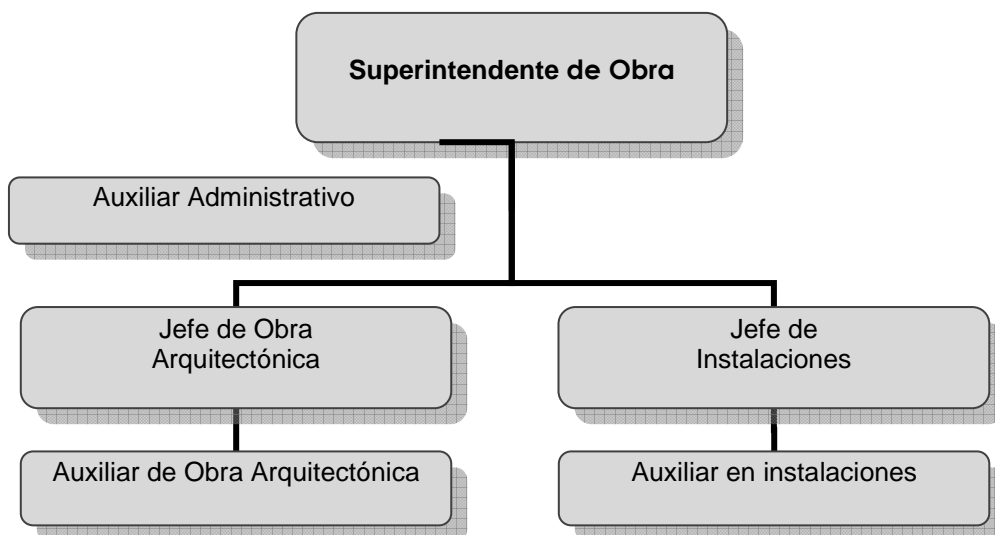 Superintendente de Obra
Auxiliar Administrativo
Jefe de Obra
Arquitectónica
Jefe de
Instalaciones
Auxiliar de Obra Arquitectónica
Auxiliar en instalaciones